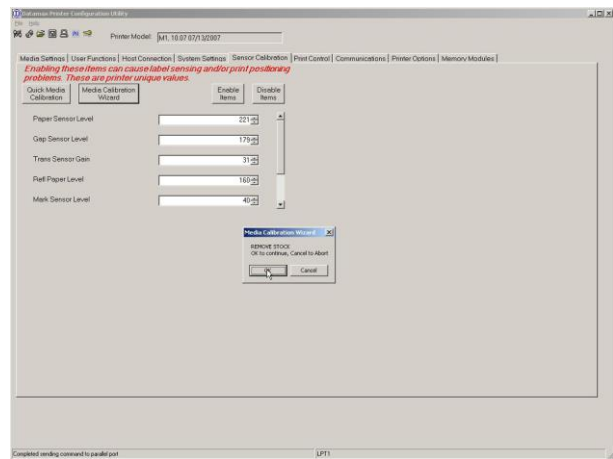 Datamax Printer Configuration Utility
File Help
Printer Model: M1, 10.07 07/13/2007
Media Settings User Functions Host Connection System Settings Sensor Calibration Print Control Communications Printer Options Memory Modules
Enabling these items can cause label sensing and/or print positioning
problems. These are printer unique values.
Quick Media Calibration
Media Calibration Wizard
Enable Items
Disable Items
Paper Sensor Level 221
Gap Sensor Level 179
Trans Sensor Gain 31
Refl Paper Level 160
Mark Sensor Level 40
Media Calibration Wizard
REMOVE STOCK
OK to continue, Cancel to Abort
OK Cancel
Completed sending command to parallel port LPT1